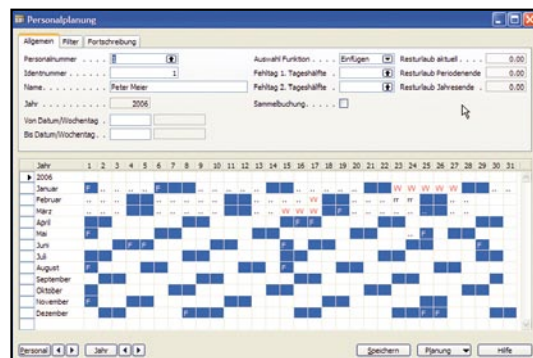 Personalplanung
Allgemein Filter Fortschreibung
Personalnummer . . . .
Identnummer . . . . . . 1
Name. . . . . . . . . . Peter Meier
Jahr . . . . . . . . . . 2006
Von Datum/Wochentag .
Bis Datum/Wochentag . .
Auswahl Funktion . . . . Einfügen
Fehltag 1. Tageshälfte .
Fehltag 2. Tageshälfte .
Sammelbuchung. . . . .
Resturlaub aktuell . . . . 0.00
Resturlaub Periodenende 0.00
Resturlaub Jahresende . 0.00
Jahr 1 2 3 4 5 6 7 8 9 10 11 12 13 14 15 16 17 18 19 20 21 22 23 24 25 26 27 28 29 30 31
2006
Januar
Februar
März
April
Mai
Juni
Juli
August
September
Oktober
November
Dezember
Personal Jahr Speichern Planung Hilfe